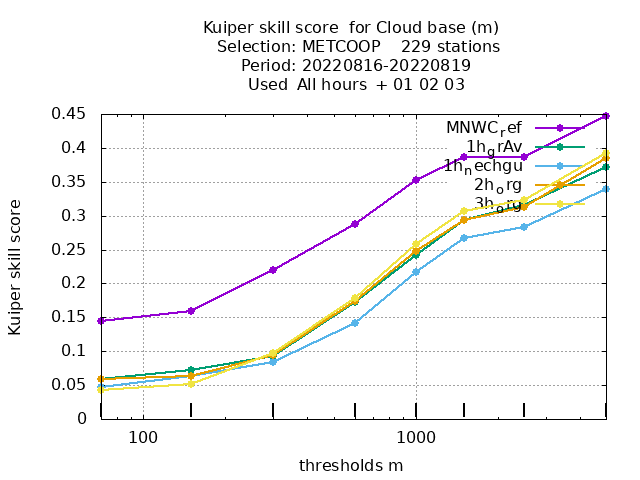 Kuiper skill score for Cloud base (m)
Selection: METCOOP 229 stations
Period: 20220816-20220819
Used All hours + 01 02 03
0.45
0.4
0.35
0.3
0.25
0.2
0.15
0.1
0.05
0
Kuiper skill score
MNWC_ref
1h_grAv
1h_nechgu
2h_org
3h_org
100
1000
thresholds m